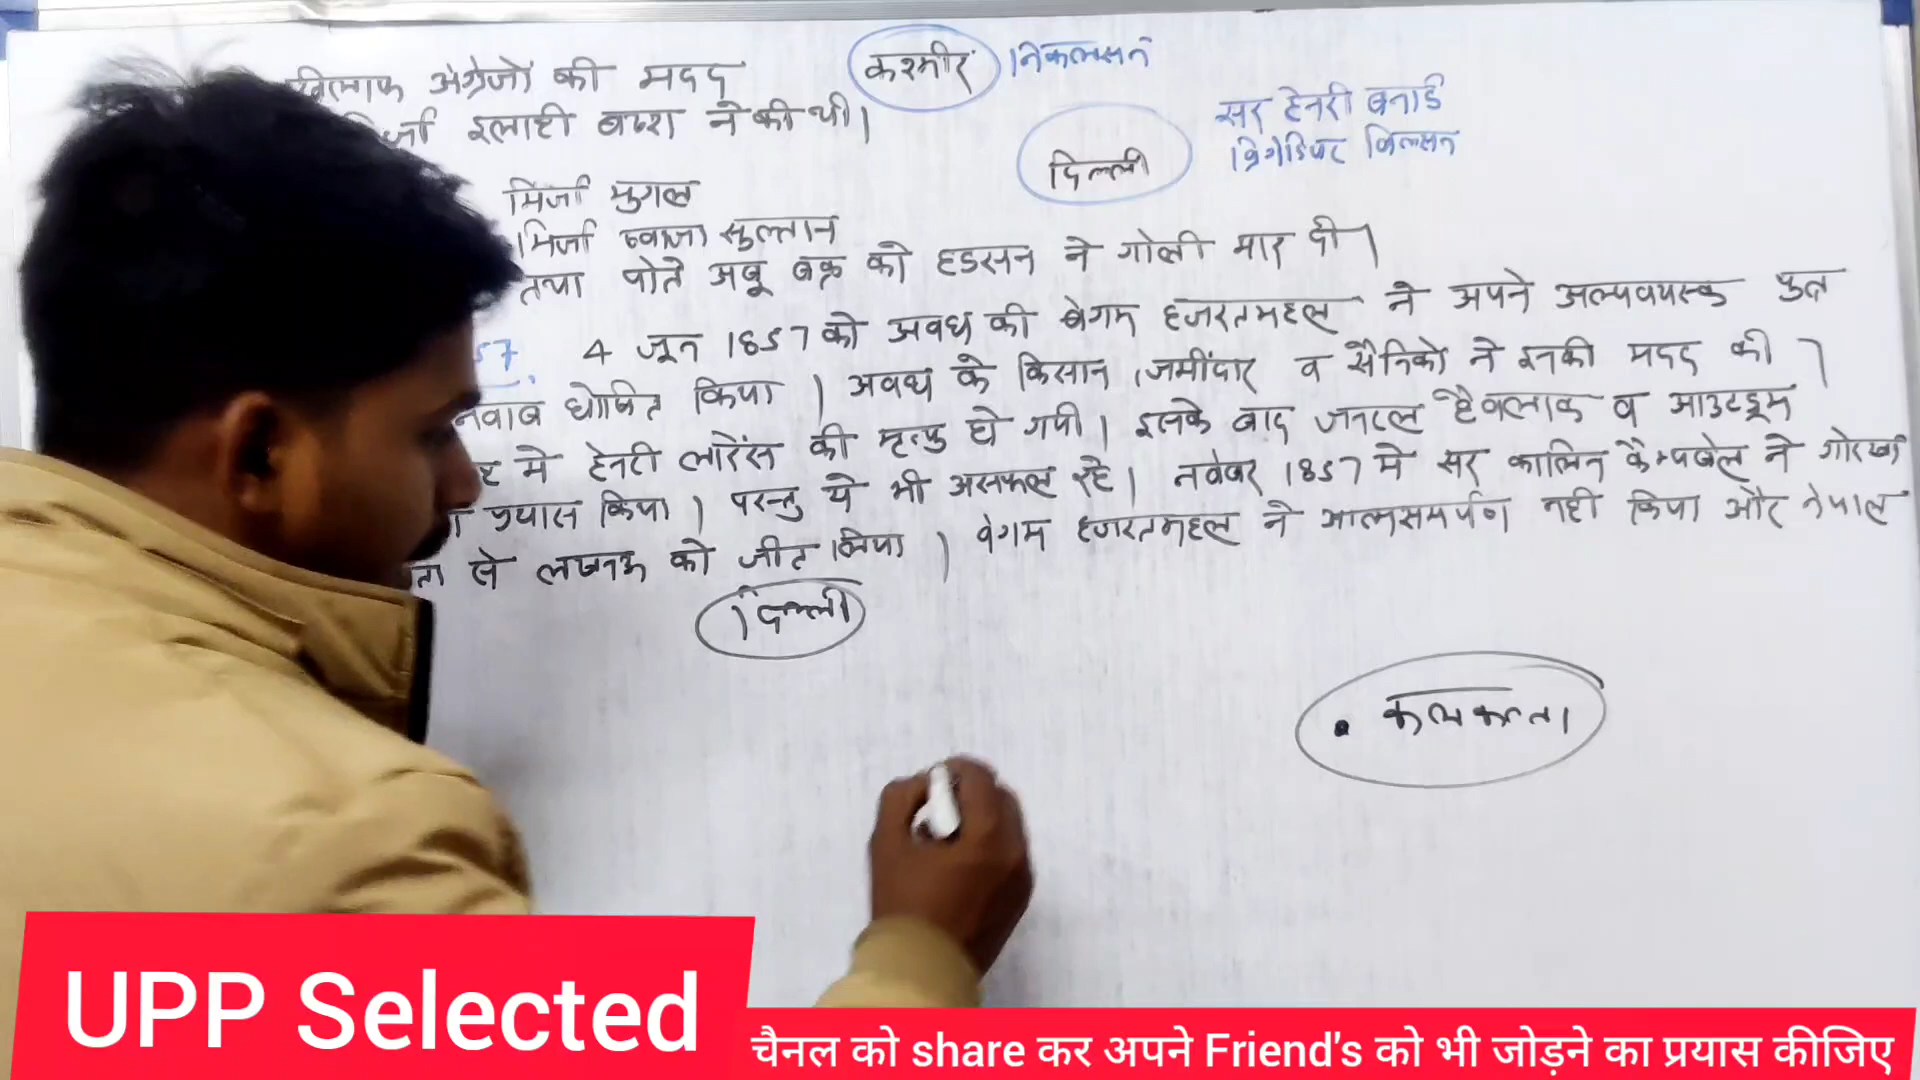 खिलाफ अंग्रेजों की मदद
कश्मीर
निकलसन
इलाही बख्श ने की थी।
दिल्ली
सर हेनरी बनार्ड
ब्रिगेडियर विल्सन
मिर्जा मुगल
मिर्जा ख्वाजा सुल्तान
तथा पोते अबू बक्र को हडसन ने गोली मार दी।
57. 4 जून 1857 को अवध की बेगम हजरतमहल ने अपने अल्पवयस्क पुत्र
नवाब घोषित किया। अवध के किसान, जमींदार व सैनिको ने इनकी मदद की।
मे हेनरी लारेंस की मृत्यु हो गयी। इसके बाद जनरल हैवलाक व आउट्रम
प्रयास किया। परन्तु ये भी असफल रहे। नवंबर 1857 मे सर कालिन कैम्पबेल ने गोरखा
से लखनऊ को जीत लिया। बेगम हजरतमहल ने आत्मसमर्पण नही किया और नेपाल
दिल्ली
• कलकत्ता
UPP Selected
चैनल को share कर अपने Friend's को भी जोड़ने का प्रयास कीजिए